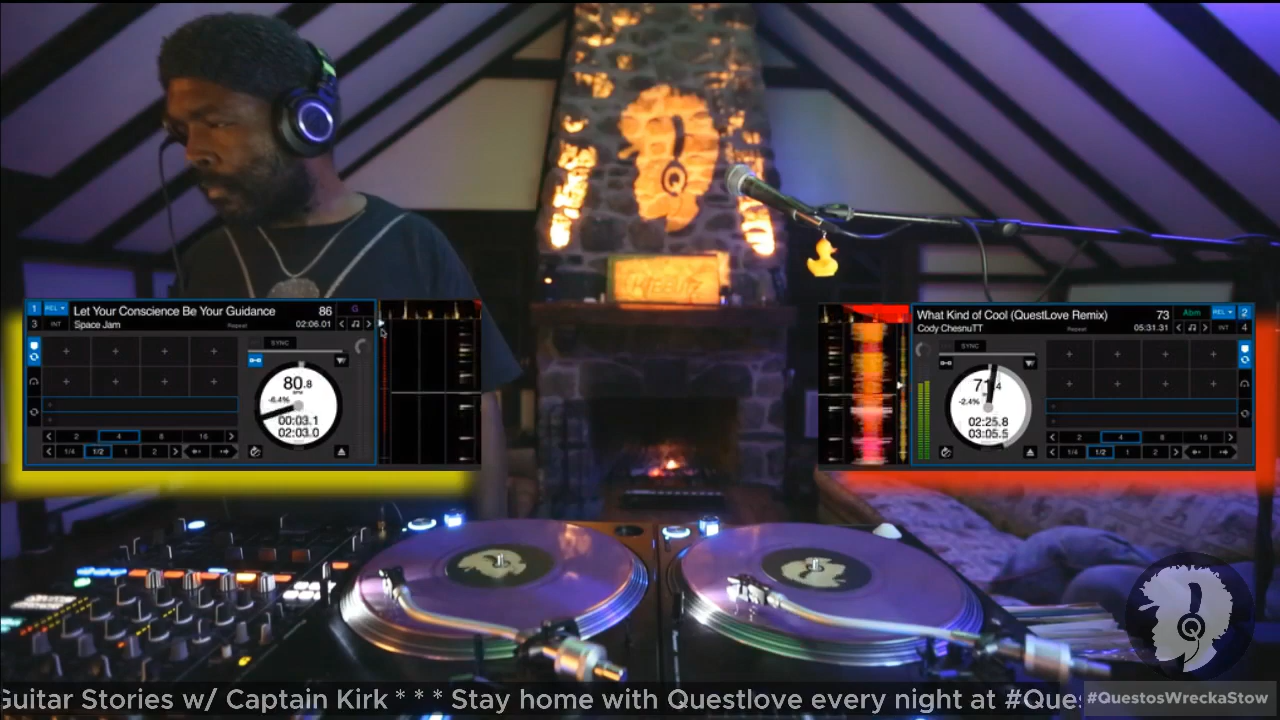 1 REL Let Your Conscience Be Your Guidance 86 G
3 INT Space Jam Repeat 02:06.01
SYNC
80.8
BPM
-6.4%
00:03.1
02:03.0
2 4 8 16
1/4 1/2 1 2
What Kind of Cool (QuestLove Remix) 73 Abm REL 2
Cody ChesnuTT Repeat 05:31.31 INT 4
SYNC
-2.4%
02:25.8
03:05.5
2 4 8 16
1/4 1/2 1 2
Q
Q
Guitar Stories w/ Captain Kirk * * * Stay home with Questlove every night at #Ques
#QuestosWreckaStow